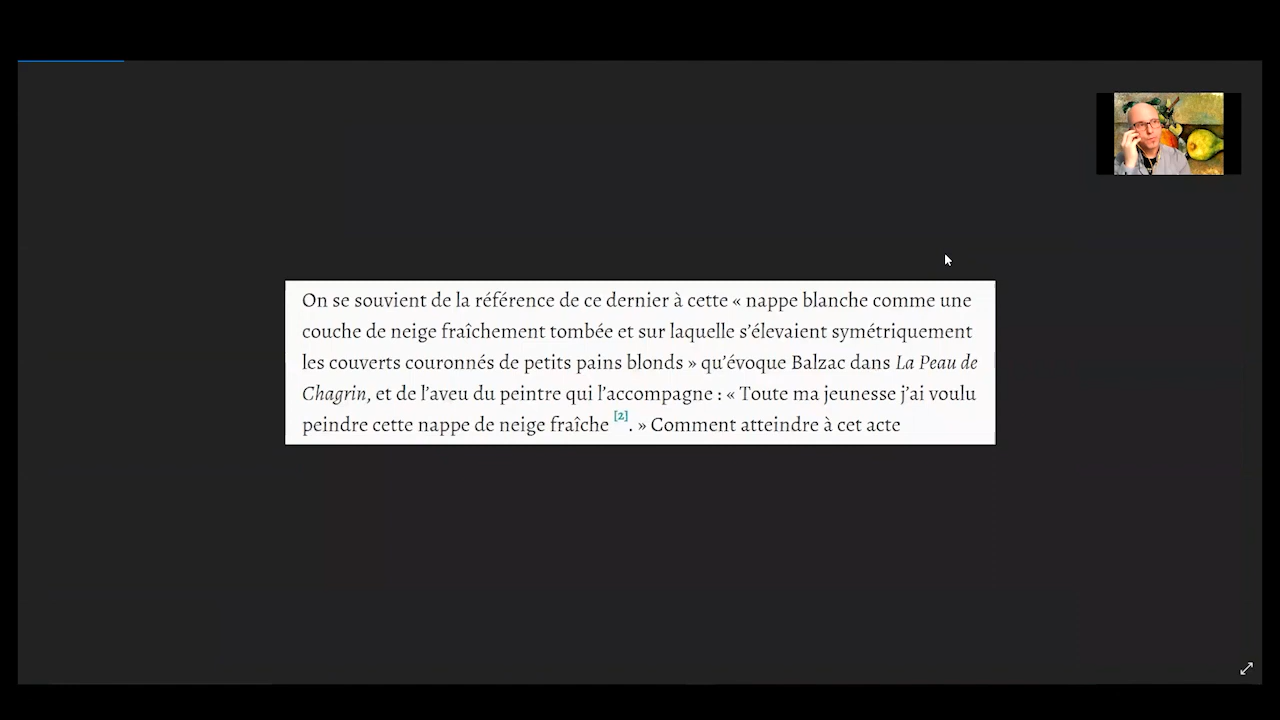 On se souvient de la référence de ce dernier à cette « nappe blanche comme une
couche de neige fraîchement tombée et sur laquelle s’élevaient symétriquement
les couverts couronnés de petits pains blonds » qu’évoque Balzac dans La Peau de
Chagrin, et de l’aveu du peintre qui l’accompagne : « Toute ma jeunesse j’ai voulu
peindre cette nappe de neige fraîche [2]. » Comment atteindre à cet acte